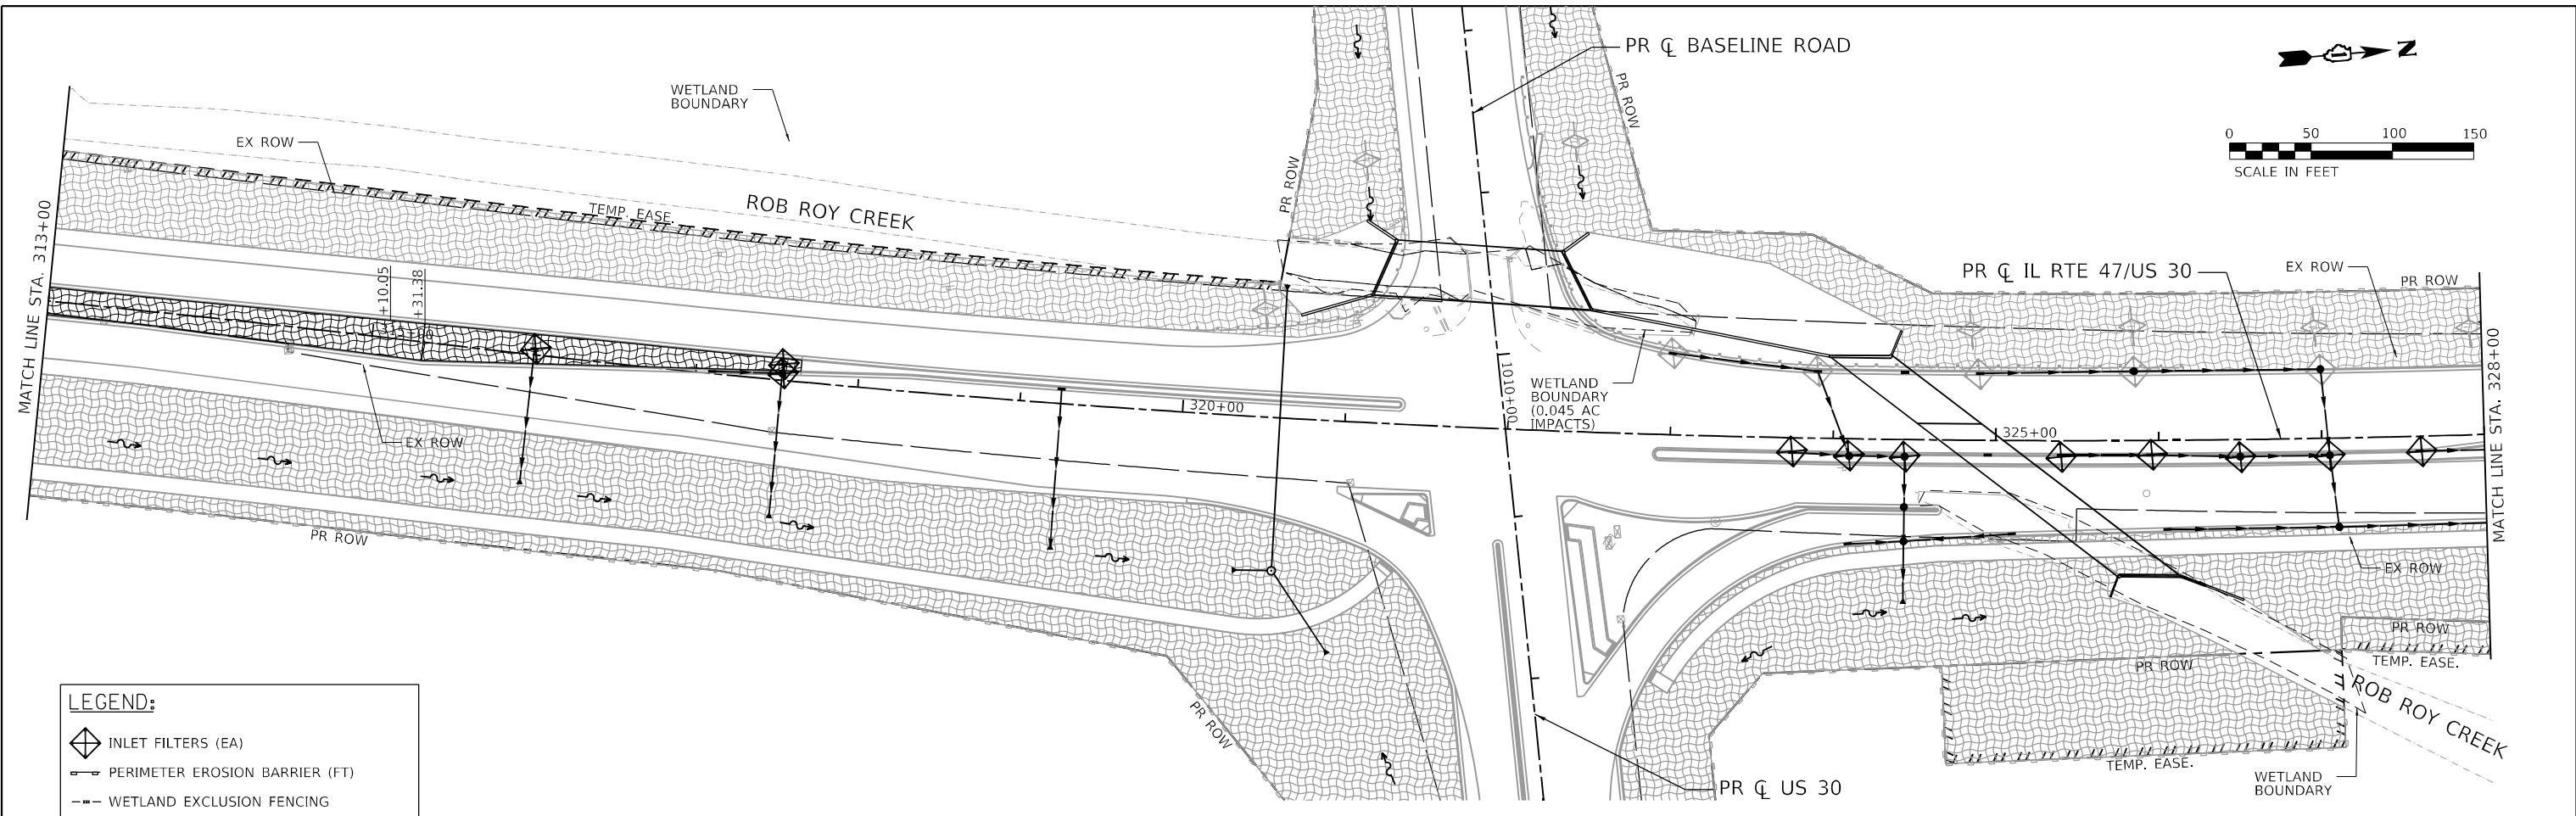 PR ℄ BASELINE ROAD
N
WETLAND
BOUNDARY
PR ROW
0 50 100 150
SCALE IN FEET
EX ROW
PR ROW
TEMP. EASE.
ROB ROY CREEK
MATCH LINE STA. 313+00
+10.05
+31.38
PR ℄ IL RTE 47/US 30
EX ROW
PR ROW
MATCH LINE STA. 328+00
320+00
1010+00
WETLAND
BOUNDARY
(0.045 AC
IMPACTS)
325+00
EX ROW
PR ROW
EX ROW
PR ROW
TEMP. EASE.
PR ROW
ROB ROY CREEK
PR ROW
TEMP. EASE.
WETLAND
BOUNDARY
PR ℄ US 30
LEGEND:
INLET FILTERS (EA)
PERIMETER EROSION BARRIER (FT)
WETLAND EXCLUSION FENCING